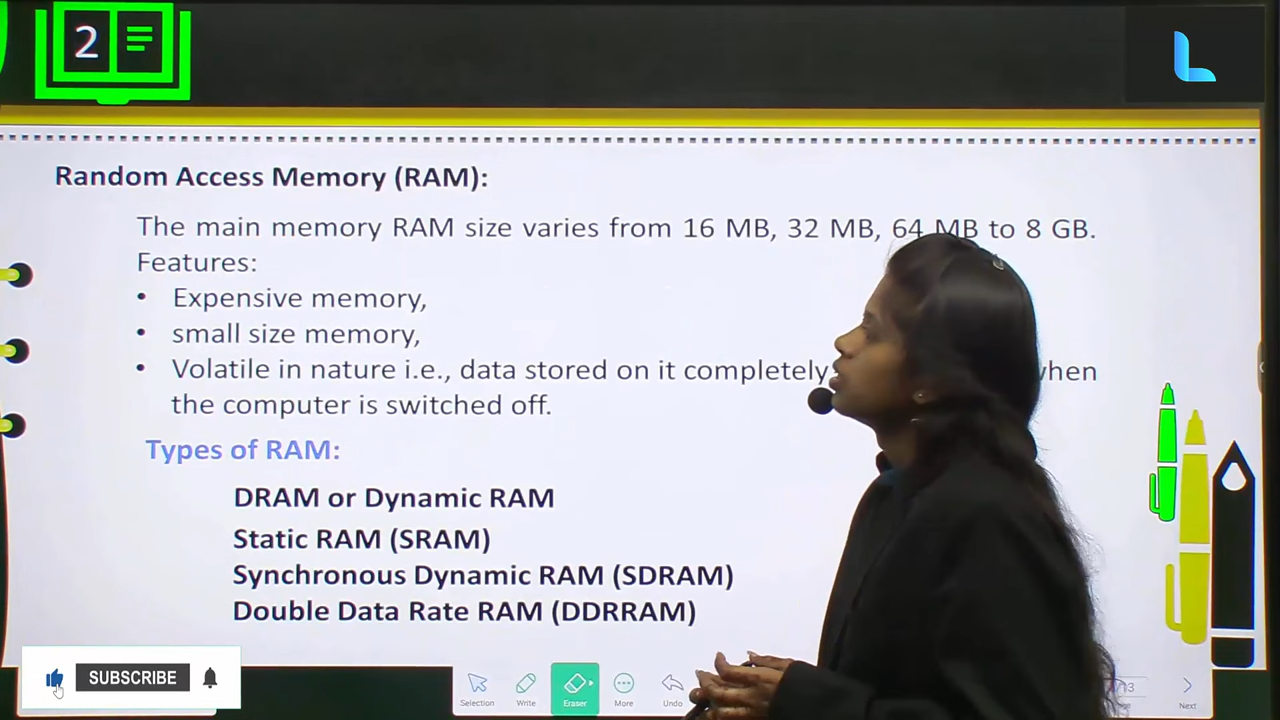 2
Random Access Memory (RAM):
The main memory RAM size varies from 16 MB, 32 MB, 64 MB to 8 GB.
Features:
• Expensive memory,
• small size memory,
• Volatile in nature i.e., data stored on it completely when
the computer is switched off.
Types of RAM:
DRAM or Dynamic RAM
Static RAM (SRAM)
Synchronous Dynamic RAM (SDRAM)
Double Data Rate RAM (DDRRAM)
SUBSCRIBE
Selection Write Eraser More Undo Next